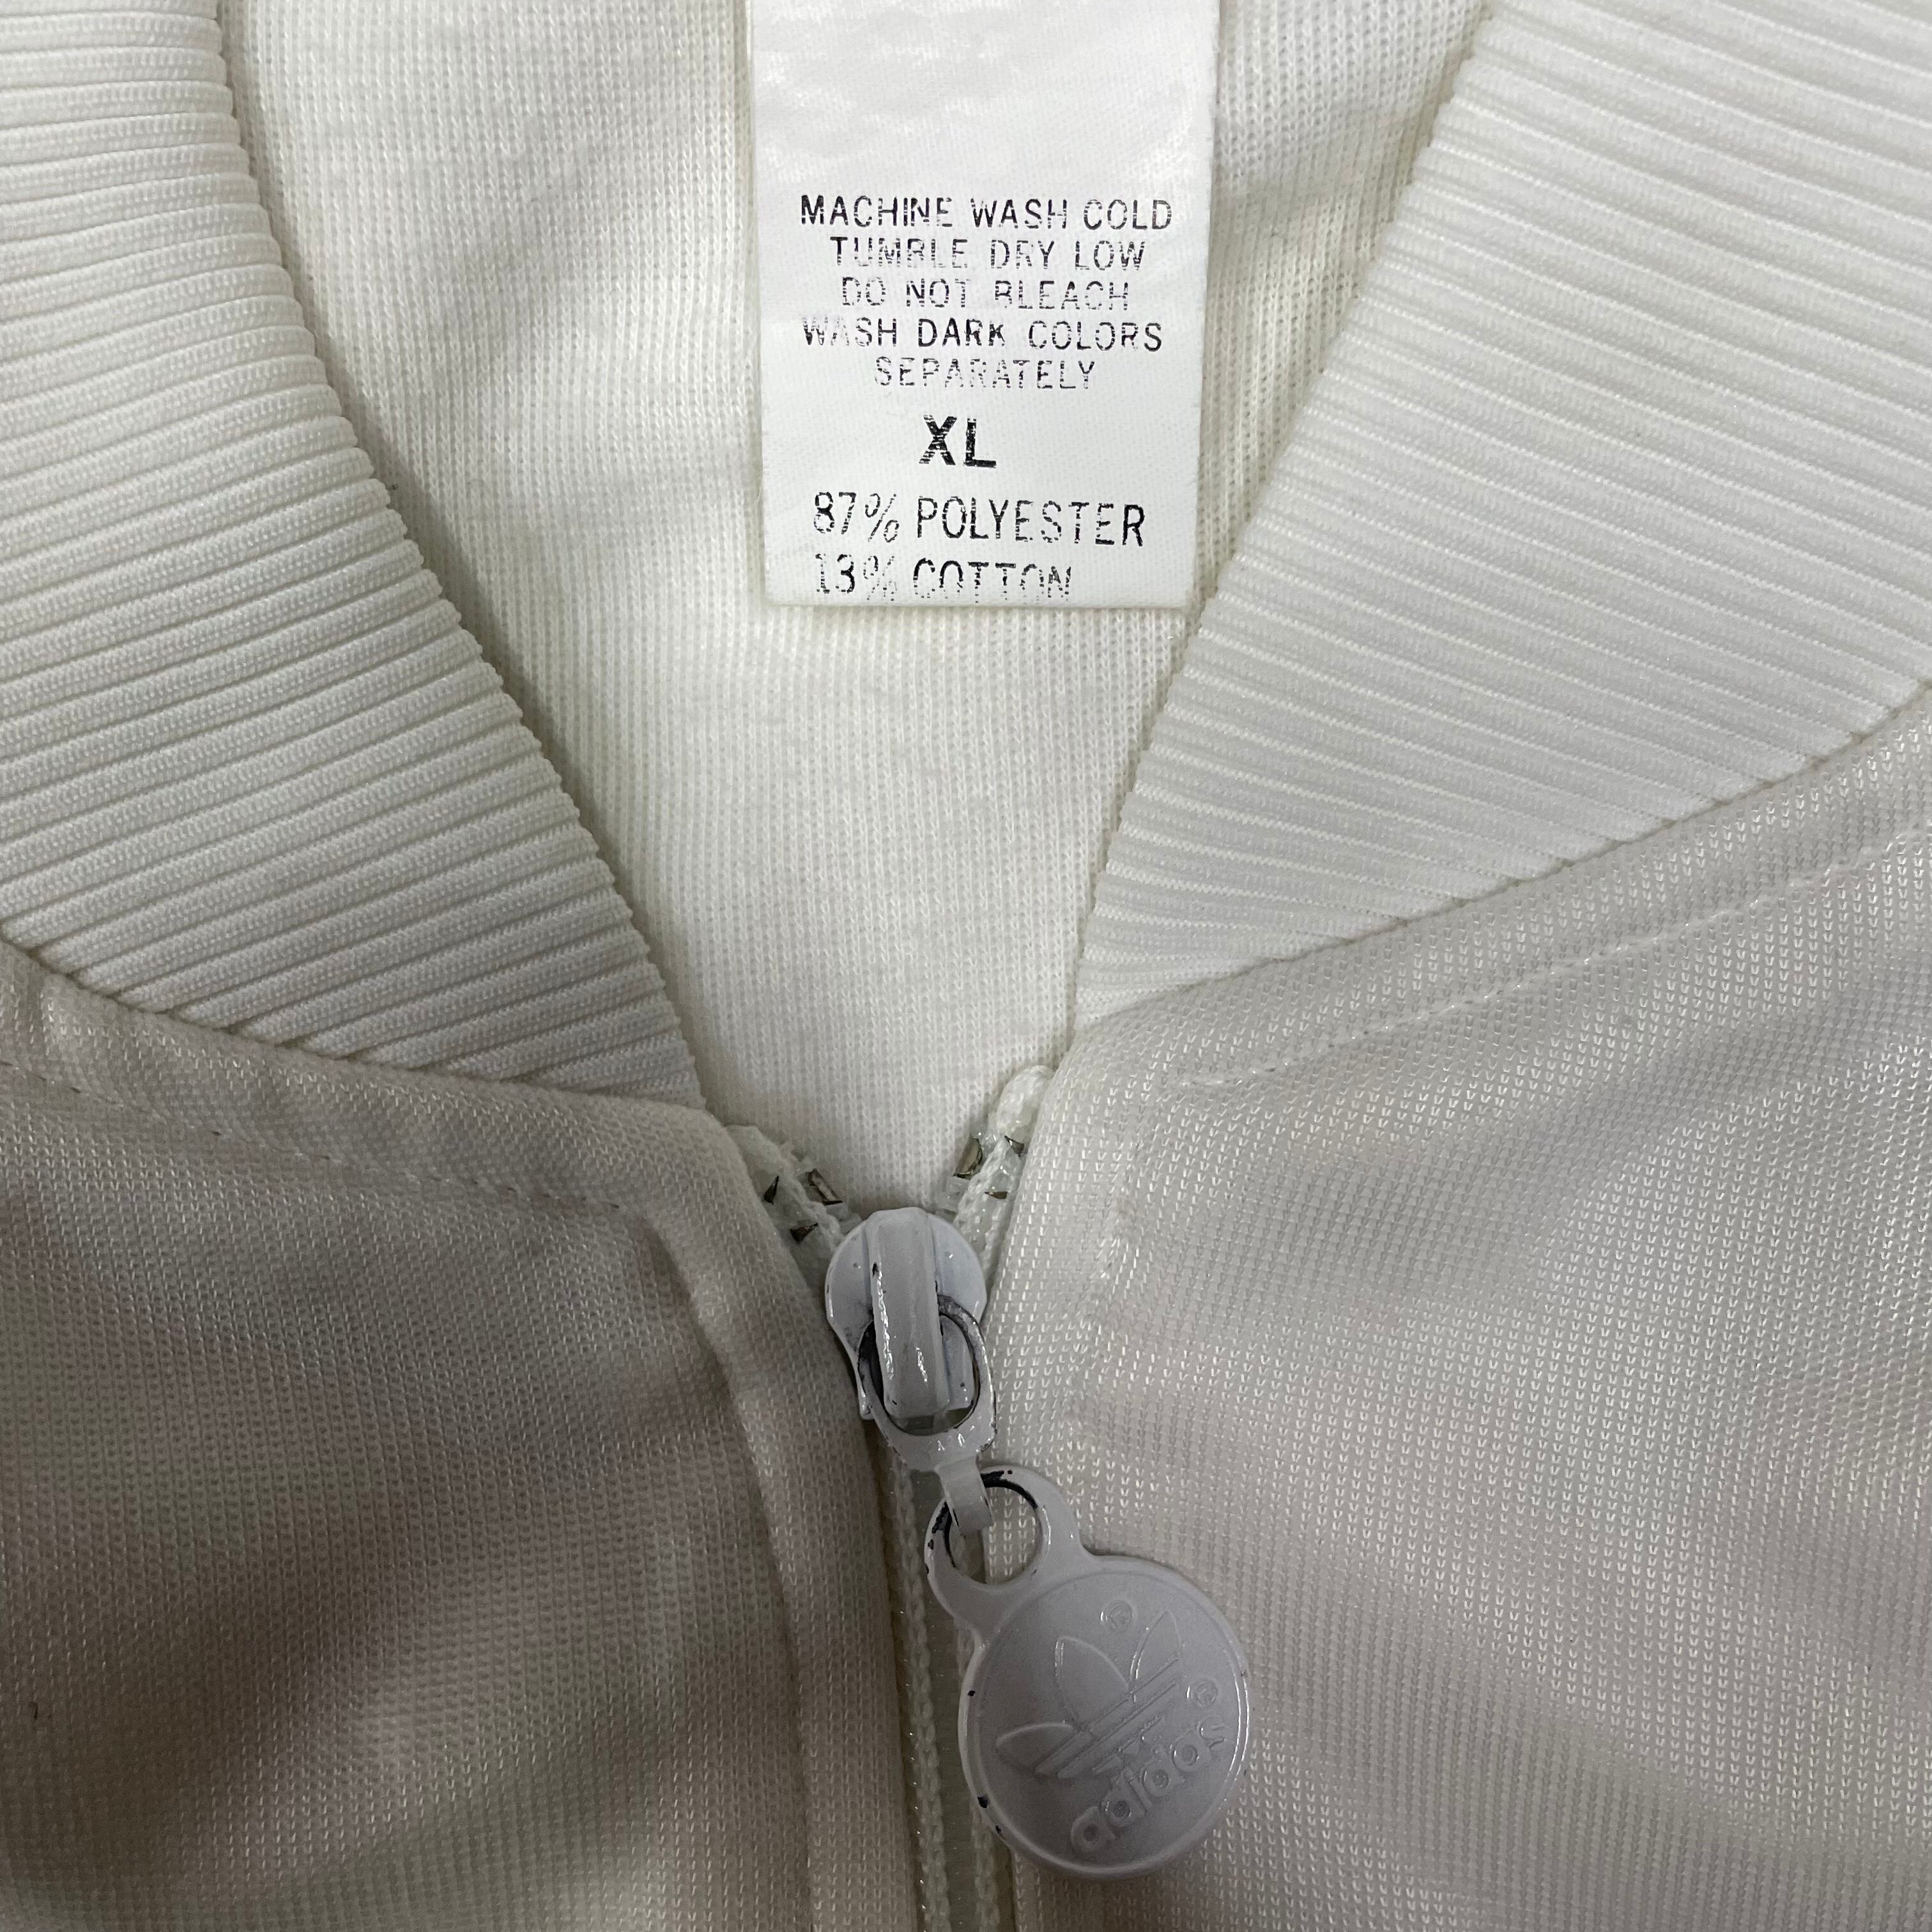 MACHINE WASH COLD
TUMBLE DRY LOW
DO NOT BLEACH
WASH DARK COLORS
SEPARATELY
XL
87% POLYESTER
13% COTTON
adidas